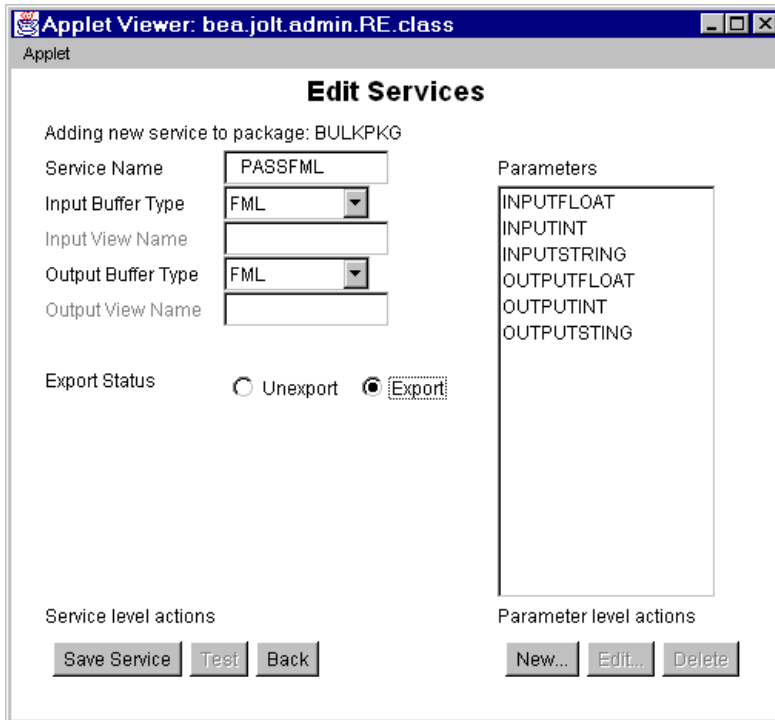 Applet Viewer: bea.jolt.admin.RE.class
Applet
Edit Services
Adding new service to package: BULKPKG
Service Name PASSFML
Input Buffer Type FML
Input View Name
Output Buffer Type FML
Output View Name
Export Status Unexport Export
Parameters
INPUTFLOAT
INPUTINT
INPUTSTRING
OUTPUTFLOAT
OUTPUTINT
OUTPUTSTING
Service level actions
Save Service Test Back
Parameter level actions
New... Edit... Delete